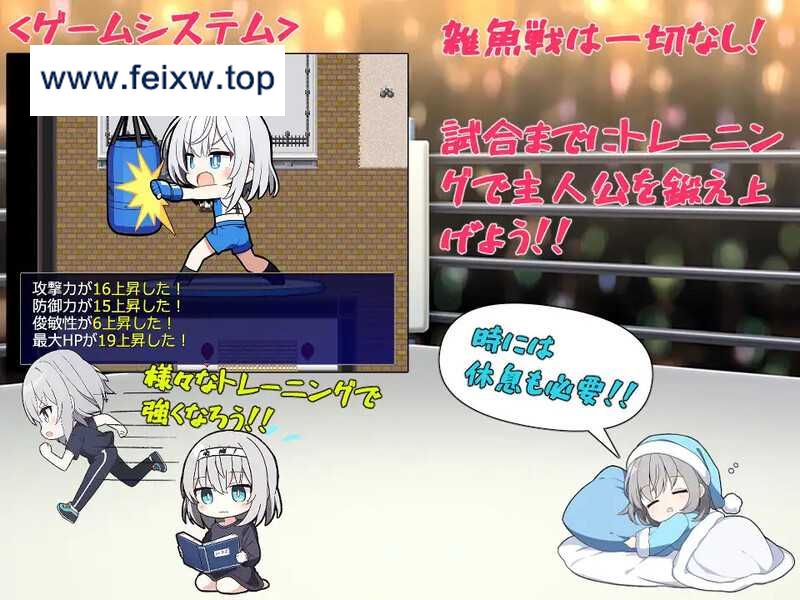 <ゲームシステム>
www.feixw.top
雑魚戦は一切なし!
試合までにトレーニン
グで主人公を鍛え上
げよう!!
攻撃力が16上昇した!
防御力が15上昇した!
俊敏性が6上昇した!
最大HPが19上昇した!
様々なトレーニングで
強くなろう!!
時には
休息も必要!!